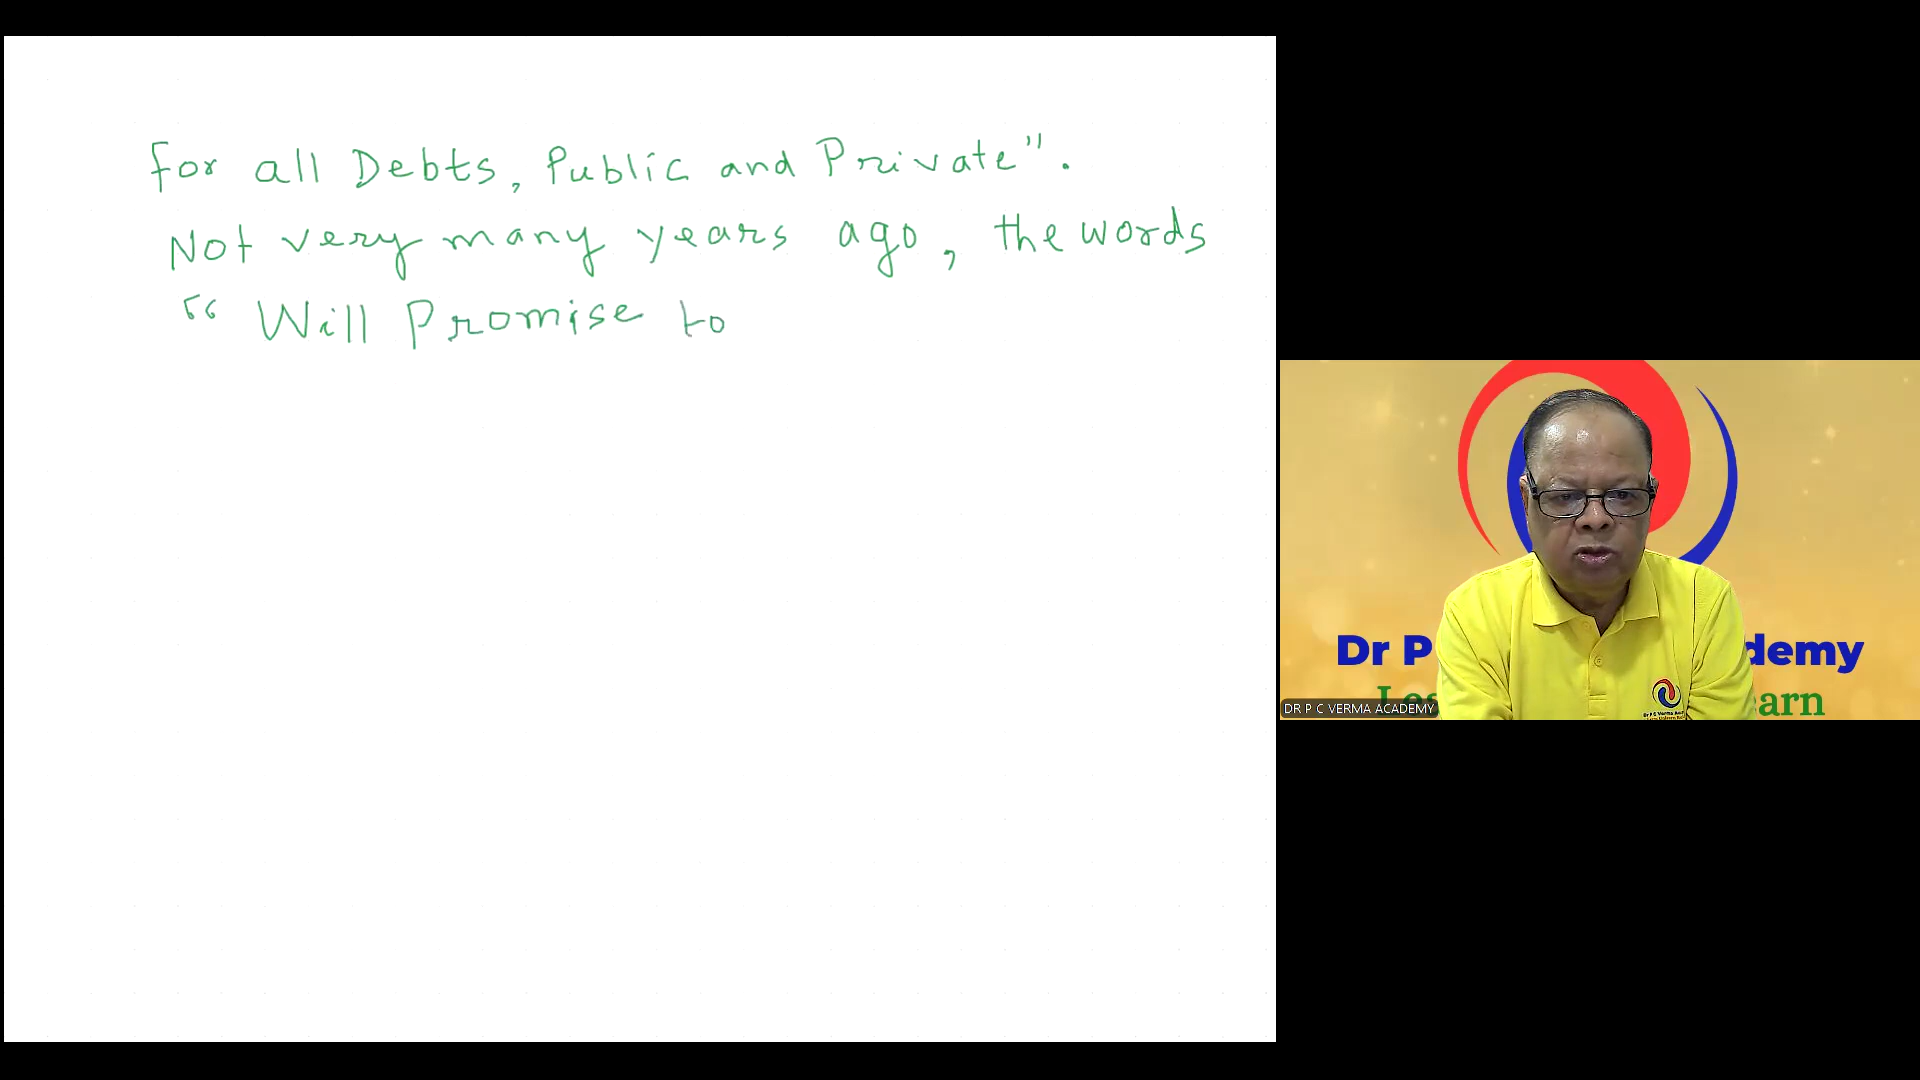 for all Debts, Public and Private".
Not very many years ago, the words
“ Will Promise to
Dr P demy
arn
DR P C VERMA ACADEMY